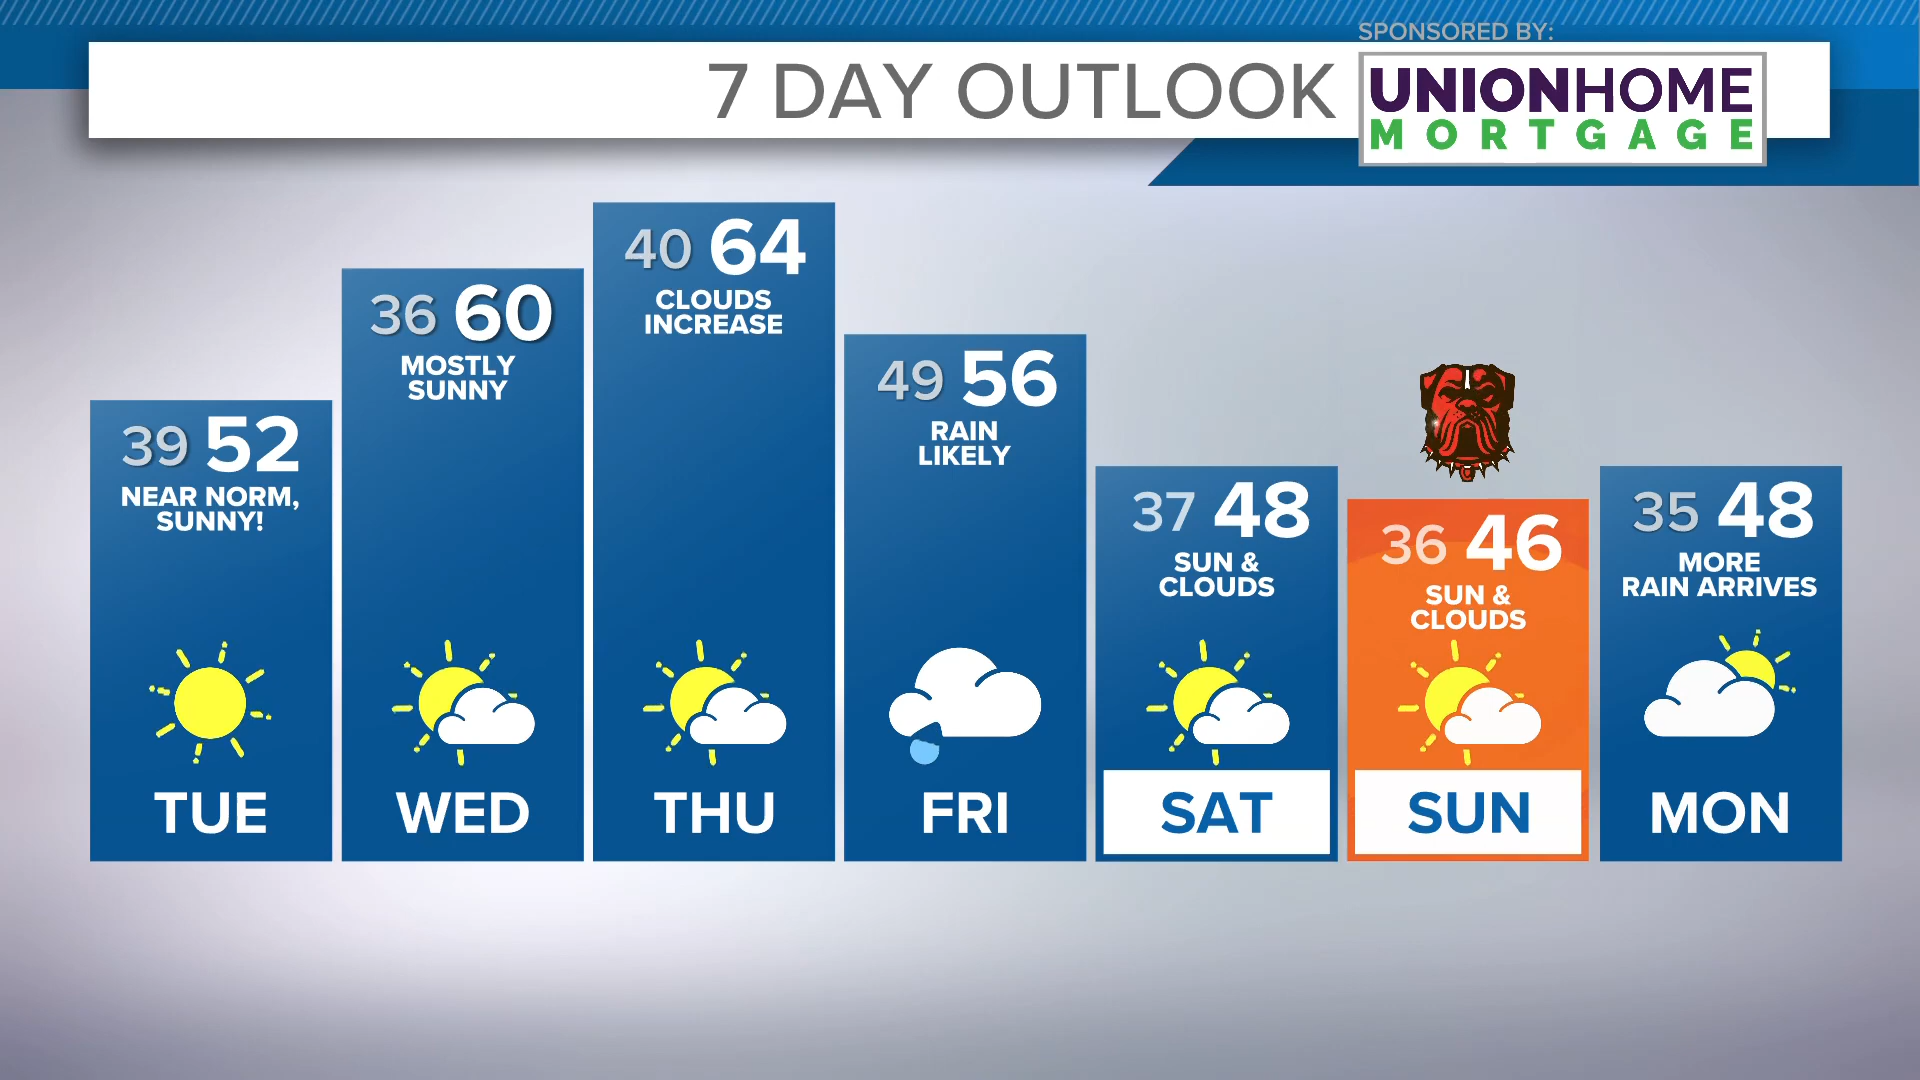 SPONSORED BY:
7 DAY OUTLOOK
UNIONHOME
MORTGAGE
39 52
NEAR NORM,
SUNNY!
TUE
36 60
MOSTLY
SUNNY
WED
40 64
CLOUDS
INCREASE
THU
49 56
RAIN
LIKELY
FRI
37 48
SUN &
CLOUDS
SAT
36 46
SUN &
CLOUDS
SUN
35 48
MORE
RAIN ARRIVES
MON